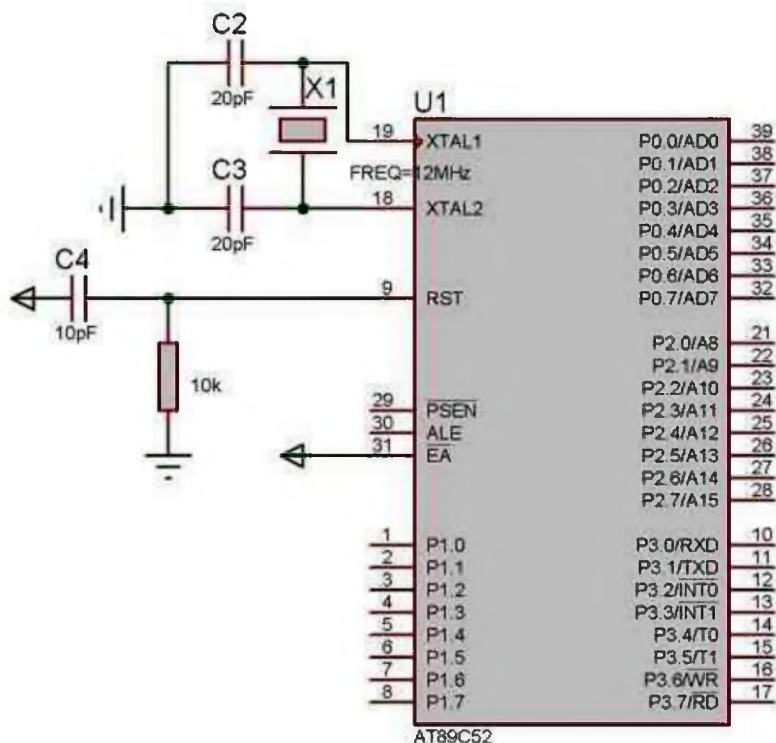 C2
20pF
X1
U1
19 XTAL1
FREQ=12MHz
C3
20pF
18 XTAL2
C4
10pF
9 RST
10k
29 PSEN
30 ALE
31 EA
1 P1.0
2 P1.1
3 P1.2
4 P1.3
5 P1.4
6 P1.5
7 P1.6
8 P1.7
P0.0/AD0 39
P0.1/AD1 38
P0.2/AD2 37
P0.3/AD3 36
P0.4/AD4 35
P0.5/AD5 34
P0.6/AD6 33
P0.7/AD7 32
P2.0/A8 21
P2.1/A9 22
P2.2/A10 23
P2.3/A11 24
P2.4/A12 25
P2.5/A13 26
P2.6/A14 27
P2.7/A15 28
P3.0/RXD 10
P3.1/TXD 11
P3.2/INT0 12
P3.3/INT1 13
P3.4/T0 14
P3.5/T1 15
P3.6/WR 16
P3.7/RD 17
AT89C52